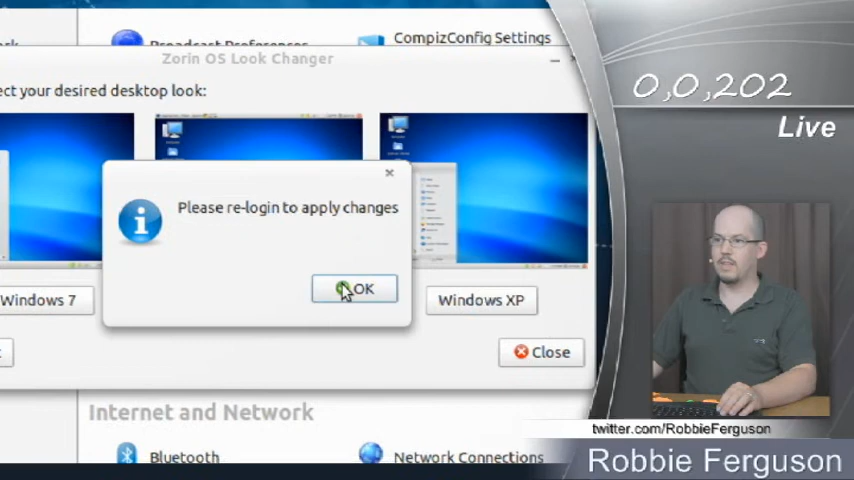 Broadcast Preferences
CompizConfig Settings
Zorin OS Look Changer
ect your desired desktop look:
Please re-login to apply changes
OK
Windows 7
Windows XP
Close
Internet and Network
Bluetooth
Network Connections
0,0,202
Live
twitter.com/RobbieFerguson
Robbie Ferguson